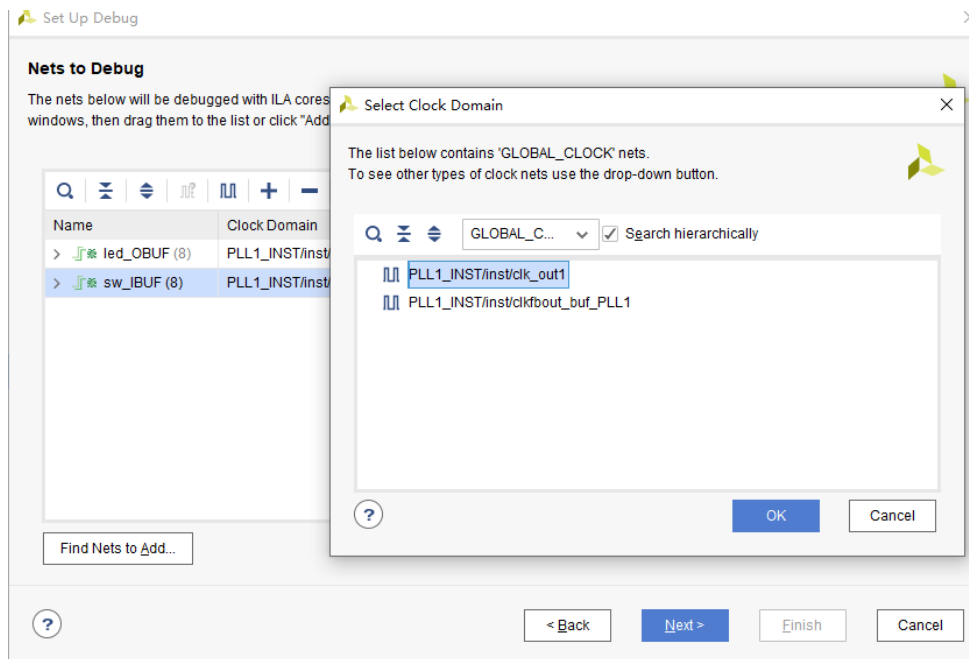 Set Up Debug
Nets to Debug
The nets below will be debugged with ILA cores
windows, then drag them to the list or click "Add
Name
Clock Domain
led_OBUF (8)
PLL1_INST/inst/
sw_IBUF (8)
PLL1_INST/inst/
Find Nets to Add...
Select Clock Domain
The list below contains 'GLOBAL_CLOCK' nets.
To see other types of clock nets use the drop-down button.
GLOBAL_C...
Search hierarchically
PLL1_INST/inst/clk_out1
PLL1_INST/inst/clkfbout_buf_PLL1
?
OK
Cancel
?
< Back
Next >
Finish
Cancel